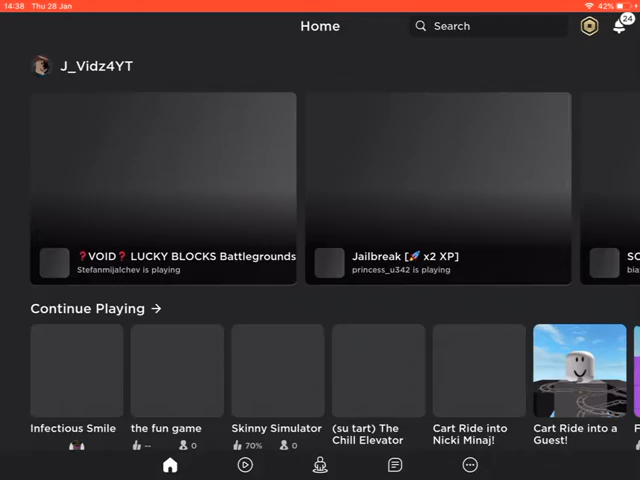 14:38 Thu 28 Jan 42%
Home
Search
24
J_Vidz4YT
❓VOID❓ LUCKY BLOCKS Battlegrounds
Stefanmijalchev is playing
Jailbreak [🚀 x2 XP]
princess_u342 is playing
Continue Playing →
Infectious Smile
the fun game
-- 0
Skinny Simulator
70% 0
(su tart) The
Chill Elevator
Cart Ride into
Nicki Minaj!
Cart Ride into a
Guest!